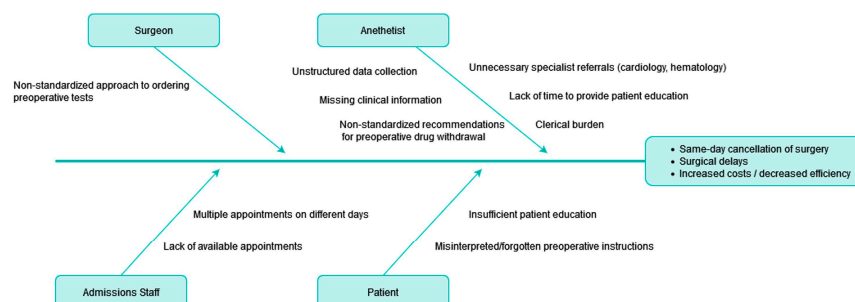 Surgeon
Anethetist
Non-standardized approach to ordering
preoperative tests
Unstructured data collection
Missing clinical information
Non-standardized recommendations
for preoperative drug withdrawal
Unnecessary specialist referrals (cardiology, hematology)
Lack of time to provide patient education
Clerical burden
• Same-day cancellation of surgery
• Surgical delays
• Increased costs / decreased efficiency
Multiple appointments on different days
Lack of available appointments
Insufficient patient education
Misinterpreted/forgotten preoperative instructions
Admissions Staff
Patient